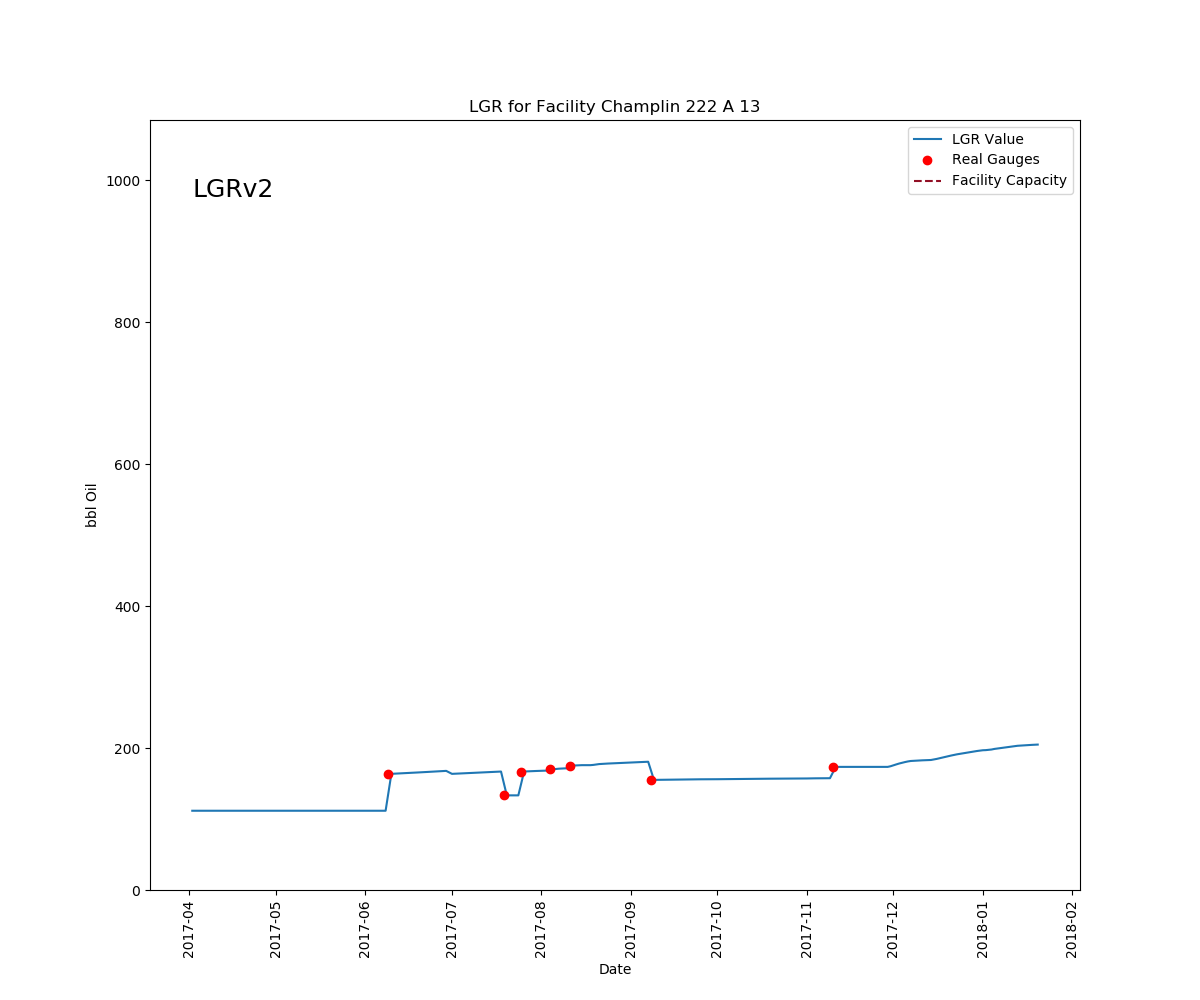 LGR for Facility Champlin 222 A 13
LGR Value
Real Gauges
Facility Capacity
LGRv2
1000
800
600
400
200
0
bbl Oil
2017-04
2017-05
2017-06
2017-07
2017-08
2017-09
2017-10
2017-11
2017-12
2018-01
2018-02
Date